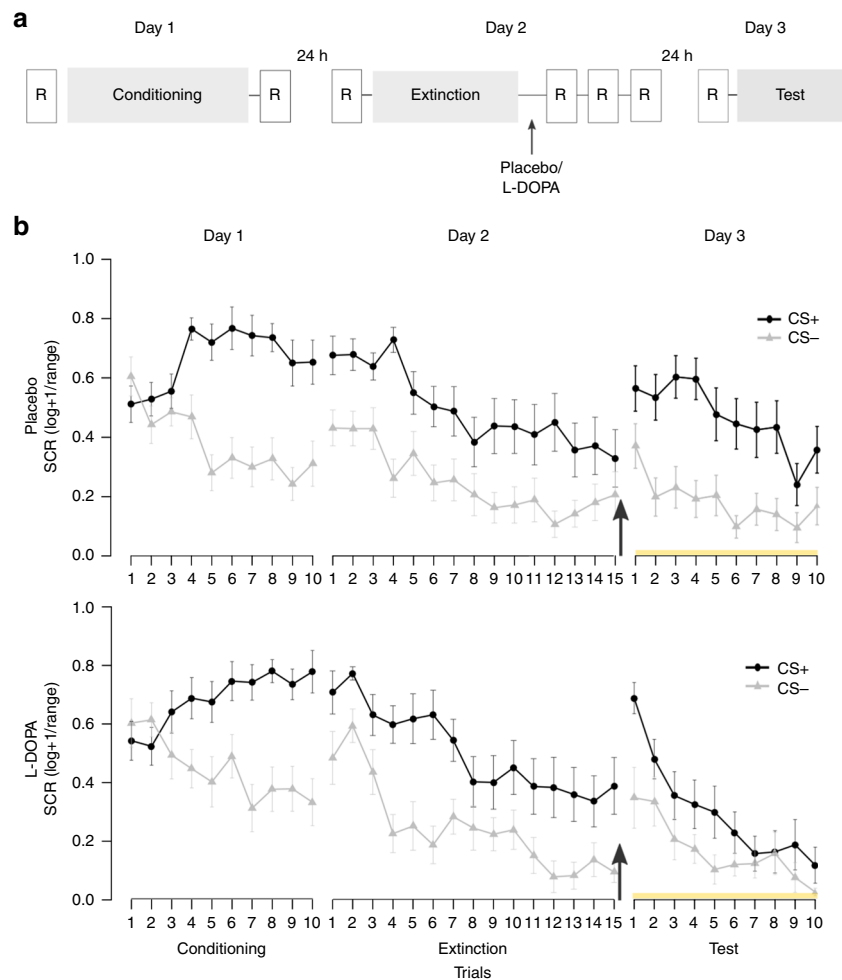 a
Day 1 Day 2 Day 3
24 h 24 h
R Conditioning R R Extinction R R R R Test
Placebo/
L-DOPA
b
Day 1 Day 2 Day 3
Placebo
SCR (log+1/range)
1.0
0.8
0.6
0.4
0.2
0.0
CS+
CS–
1 2 3 4 5 6 7 8 9 10 1 2 3 4 5 6 7 8 9 10 11 12 13 14 15 1 2 3 4 5 6 7 8 9 10
L-DOPA
SCR (log+1/range)
1.0
0.8
0.6
0.4
0.2
0.0
CS+
CS–
1 2 3 4 5 6 7 8 9 10 1 2 3 4 5 6 7 8 9 10 11 12 13 14 15 1 2 3 4 5 6 7 8 9 10
Conditioning Extinction Test
Trials